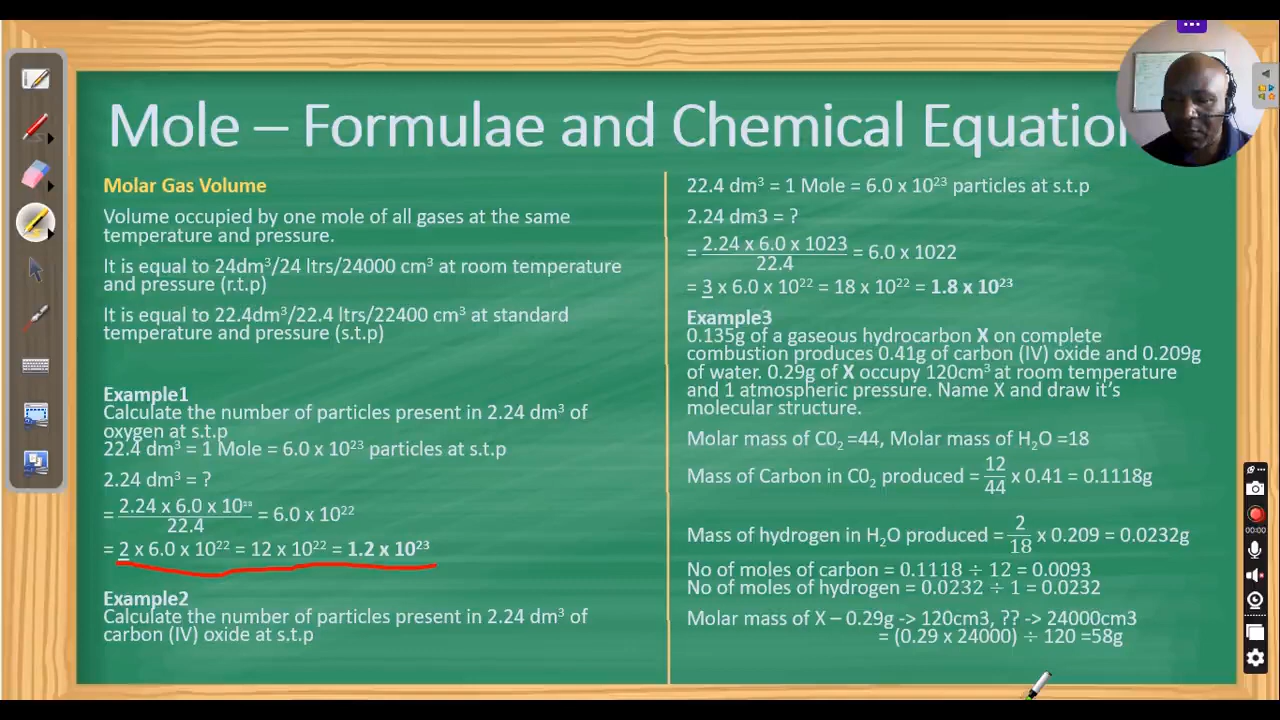 Mole – Formulae and Chemical Equation
Molar Gas Volume
Volume occupied by one mole of all gases at the same
temperature and pressure.
It is equal to 24dm³/24 ltrs/24000 cm³ at room temperature
and pressure (r.t.p)
It is equal to 22.4dm³/22.4 ltrs/22400 cm³ at standard
temperature and pressure (s.t.p)
Example1
Calculate the number of particles present in 2.24 dm³ of
oxygen at s.t.p
22.4 dm³ = 1 Mole = 6.0 x 10²³ particles at s.t.p
2.24 dm³ = ?
= 2.24 x 6.0 x 10²³ = 6.0 x 10²²
22.4
= 2 x 6.0 x 10²² = 12 x 10²² = 1.2 x 10²³
Example2
Calculate the number of particles present in 2.24 dm³ of
carbon (IV) oxide at s.t.p
22.4 dm³ = 1 Mole = 6.0 x 10²³ particles at s.t.p
2.24 dm3 = ?
= 2.24 x 6.0 x 1023 = 6.0 x 1022
22.4
= 3 x 6.0 x 10²² = 18 x 10²² = 1.8 x 10²³
Example3
0.135g of a gaseous hydrocarbon X on complete
combustion produces 0.41g of carbon (IV) oxide and 0.209g
of water. 0.29g of X occupy 120cm³ at room temperature
and 1 atmospheric pressure. Name X and draw it's
molecular structure.
Molar mass of C0₂ =44, Molar mass of H₂O =18
Mass of Carbon in C0₂ produced = 12/44 x 0.41 = 0.1118g
Mass of hydrogen in H₂O produced = 2/18 x 0.209 = 0.0232g
No of moles of carbon = 0.1118 ÷ 12 = 0.0093
No of moles of hydrogen = 0.0232 ÷ 1 = 0.0232
Molar mass of X – 0.29g -> 120cm3, ?? -> 24000cm3
= (0.29 x 24000) ÷ 120 =58g
00:00